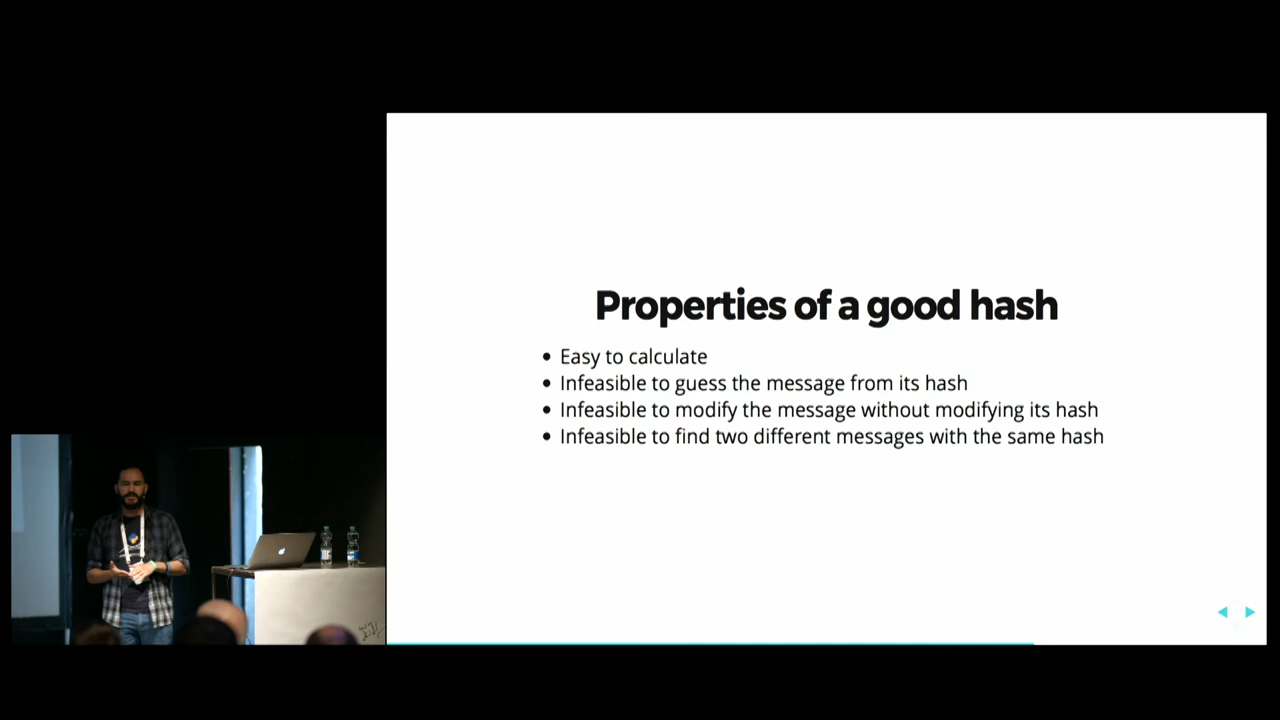 Properties of a good hash
Easy to calculate
Infeasible to guess the message from its hash
Infeasible to modify the message without modifying its hash
Infeasible to find two different messages with the same hash